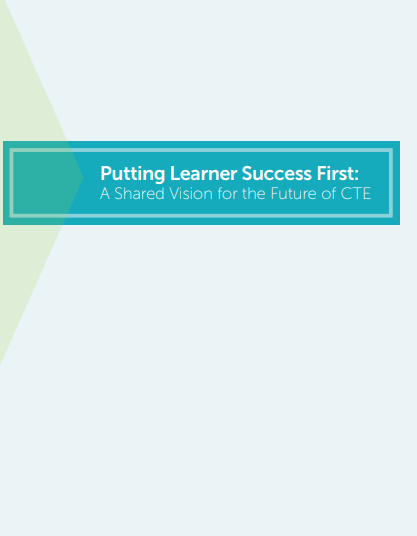 Putting Learner Success First:
A Shared Vision for the Future of CTE